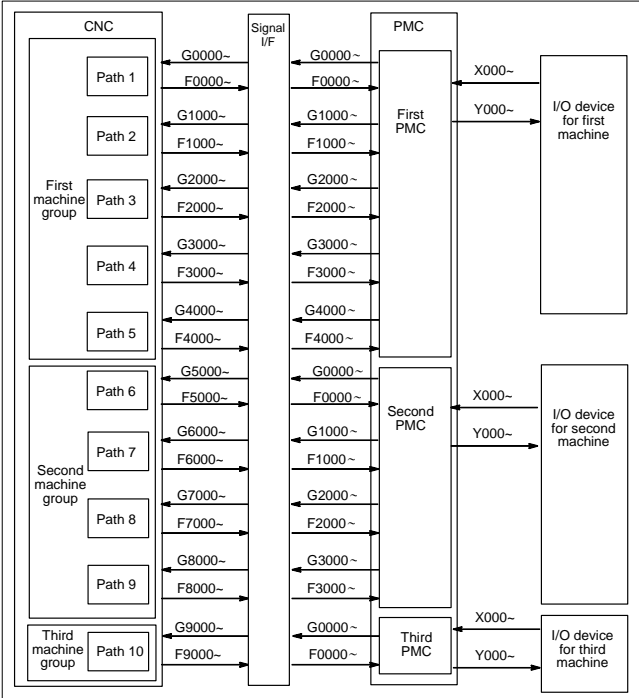 CNC
Signal
I/F
PMC
First
machine
group
Path 1
G0000~
F0000~
G0000~
F0000~
Path 2
G1000~
F1000~
G1000~
F1000~
Path 3
G2000~
F2000~
G2000~
F2000~
Path 4
G3000~
F3000~
G3000~
F3000~
Path 5
G4000~
F4000~
G4000~
F4000~
First
PMC
X000~
Y000~
I/O device
for first
machine
Second
machine
group
Path 6
G5000~
F5000~
G0000~
F0000~
Path 7
G6000~
F6000~
G1000~
F1000~
Path 8
G7000~
F7000~
G2000~
F2000~
Path 9
G8000~
F8000~
G3000~
F3000~
Second
PMC
X000~
Y000~
I/O device
for second
machine
Third
machine
group
Path 10
G9000~
F9000~
G0000~
F0000~
Third
PMC
X000~
Y000~
I/O device
for third
machine